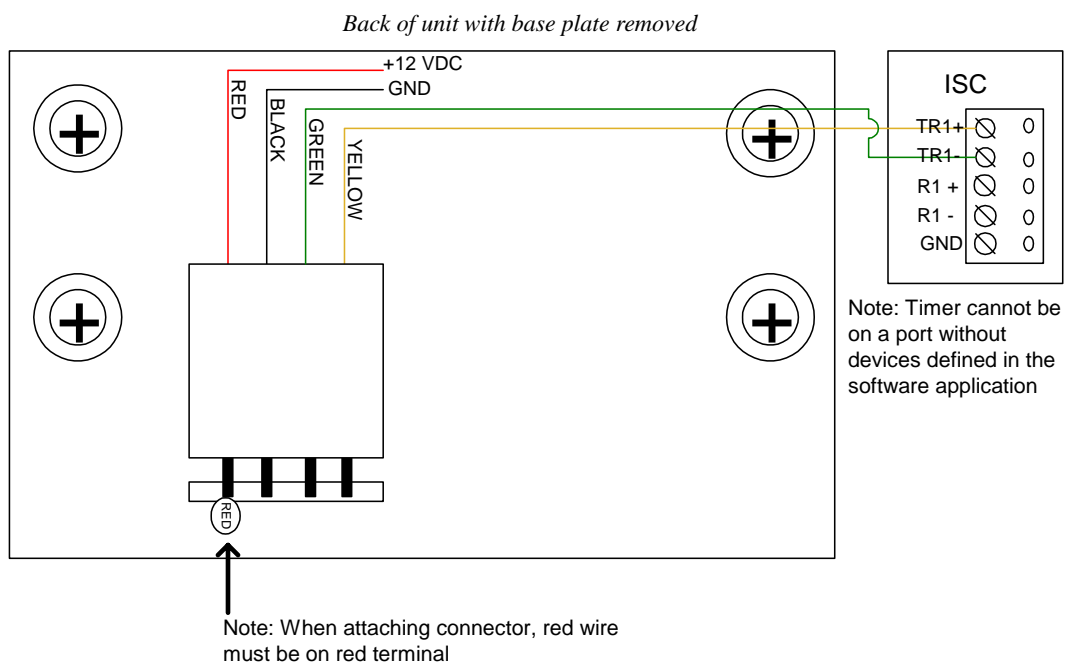 Back of unit with base plate removed
+12 VDC
GND
RED
BLACK
GREEN
YELLOW
ISC
TR1+
TR1-
R1 +
R1 -
GND
Note: Timer cannot be
on a port without
devices defined in the
software application
RED
Note: When attaching connector, red wire
must be on red terminal